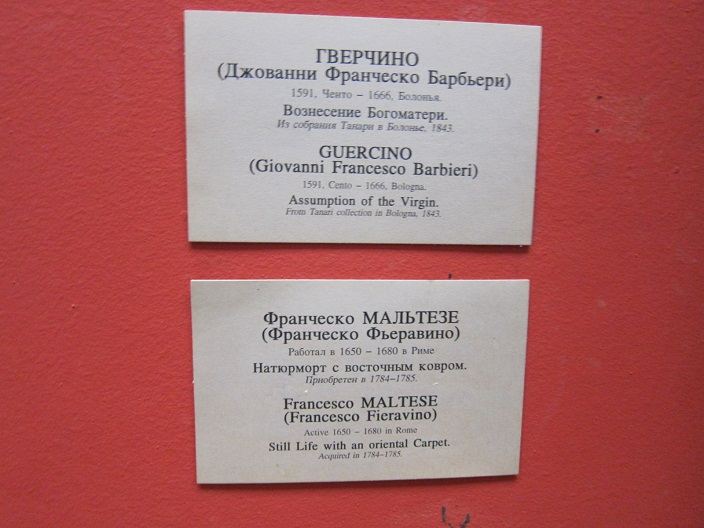 ГВЕРЧИНО
(Джованни Франческо Барбьери)
1591, Ченто – 1666, Болонья.
Вознесение Богоматери.
Из собрания Танари в Болонье, 1843.
GUERCINO
(Giovanni Francesco Barbieri)
1591, Cento – 1666, Bologna.
Assumption of the Virgin.
From Tanari collection in Bologna, 1843.
Франческо МАЛЬТЕЗЕ
(Франческо Фьеравино)
Работал в 1650 – 1680 в Риме
Натюрморт с восточным ковром.
Приобретен в 1784–1785.
Francesco MALTESE
(Francesco Fieravino)
Active 1650 – 1680 in Rome
Still Life with an oriental Carpet.
Acquired in 1784–1785.